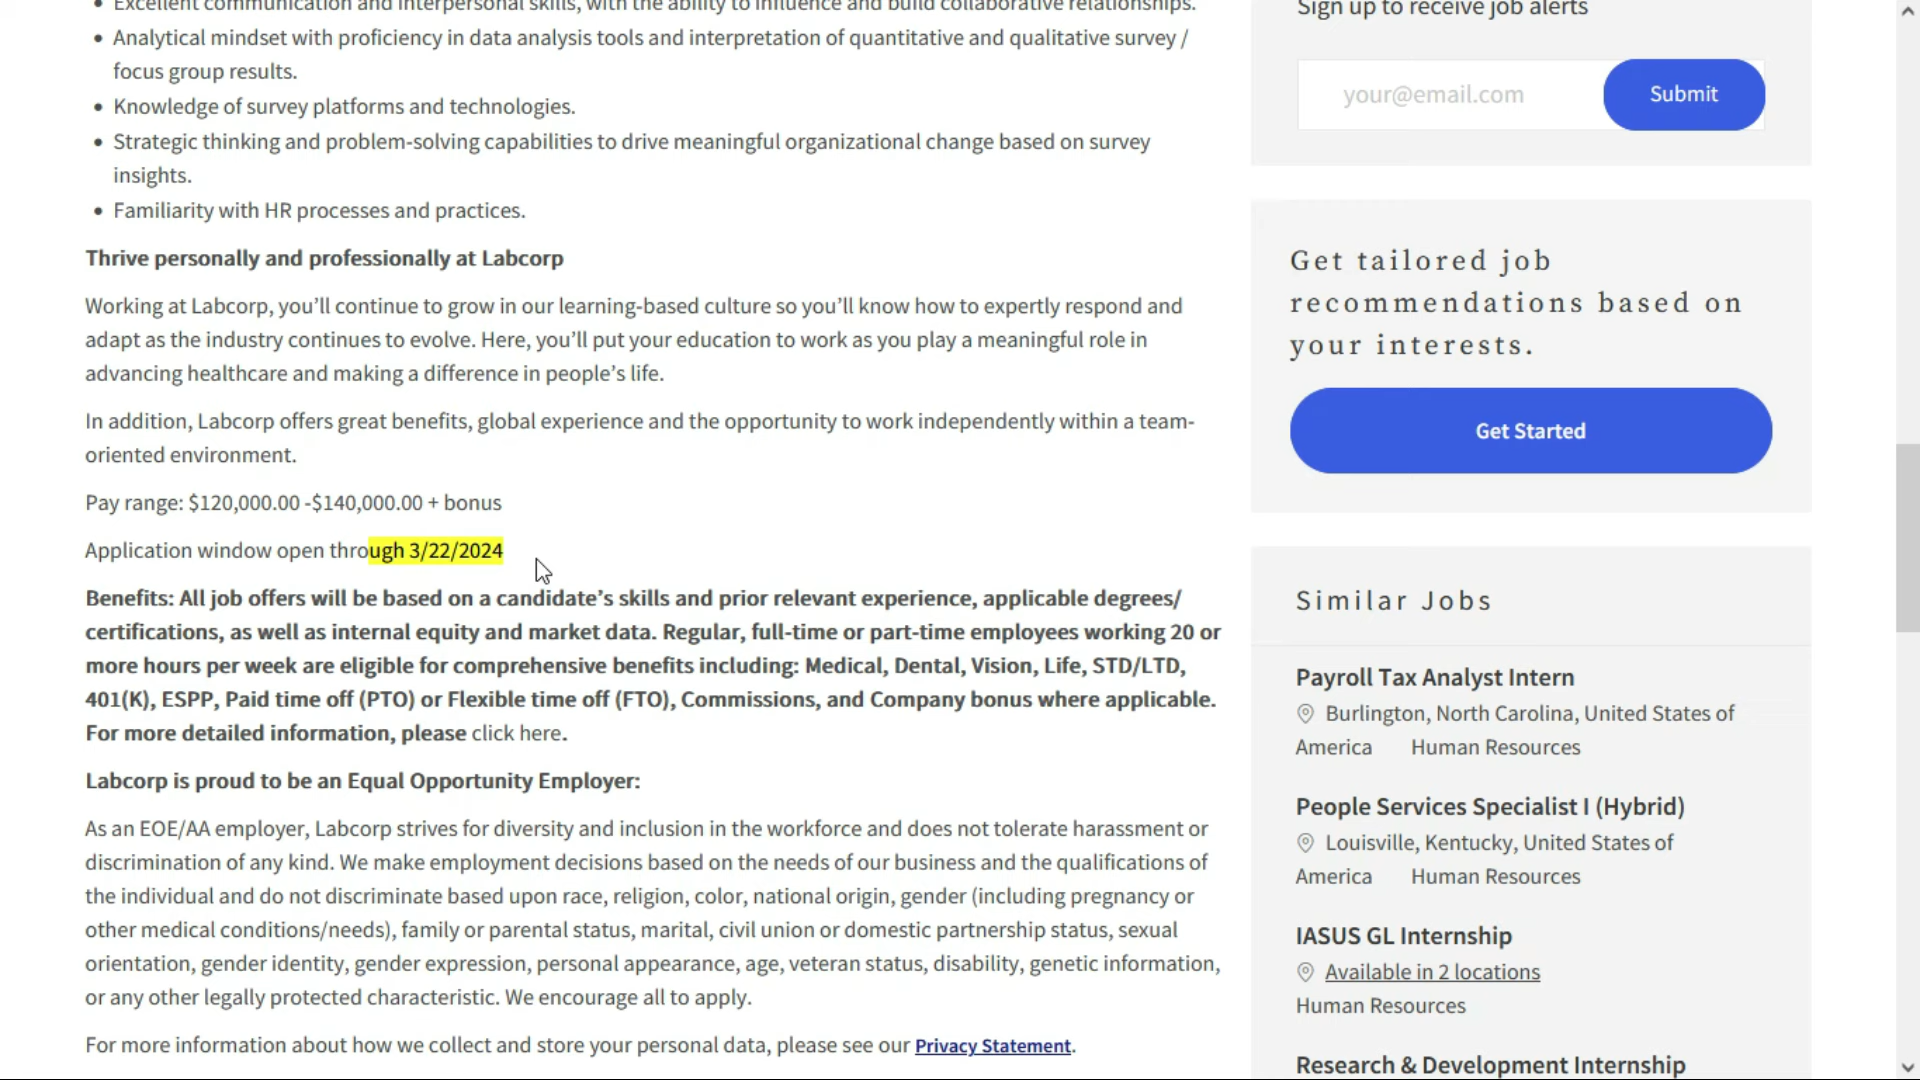 Excellent communication and interpersonal skills, with the ability to influence and build collaborative relationships.
Analytical mindset with proficiency in data analysis tools and interpretation of quantitative and qualitative survey /
focus group results.
Knowledge of survey platforms and technologies.
Strategic thinking and problem-solving capabilities to drive meaningful organizational change based on survey
insights.
Familiarity with HR processes and practices.
Thrive personally and professionally at Labcorp
Working at Labcorp, you’ll continue to grow in our learning-based culture so you’ll know how to expertly respond and
adapt as the industry continues to evolve. Here, you’ll put your education to work as you play a meaningful role in
advancing healthcare and making a difference in people’s life.
In addition, Labcorp offers great benefits, global experience and the opportunity to work independently within a team-
oriented environment.
Pay range: $120,000.00 -$140,000.00 + bonus
Application window open through 3/22/2024
Benefits: All job offers will be based on a candidate’s skills and prior relevant experience, applicable degrees/
certifications, as well as internal equity and market data. Regular, full-time or part-time employees working 20 or
more hours per week are eligible for comprehensive benefits including: Medical, Dental, Vision, Life, STD/LTD,
401(K), ESPP, Paid time off (PTO) or Flexible time off (FTO), Commissions, and Company bonus where applicable.
For more detailed information, please click here.
Labcorp is proud to be an Equal Opportunity Employer:
As an EOE/AA employer, Labcorp strives for diversity and inclusion in the workforce and does not tolerate harassment or
discrimination of any kind. We make employment decisions based on the needs of our business and the qualifications of
the individual and do not discriminate based upon race, religion, color, national origin, gender (including pregnancy or
other medical conditions/needs), family or parental status, marital, civil union or domestic partnership status, sexual
orientation, gender identity, gender expression, personal appearance, age, veteran status, disability, genetic information,
or any other legally protected characteristic. We encourage all to apply.
For more information about how we collect and store your personal data, please see our Privacy Statement.
Sign up to receive job alerts
your@email.com
Submit
Get tailored job
recommendations based on
your interests.
Get Started
Similar Jobs
Payroll Tax Analyst Intern
Burlington, North Carolina, United States of
America Human Resources
People Services Specialist I (Hybrid)
Louisville, Kentucky, United States of
America Human Resources
IASUS GL Internship
Available in 2 locations
Human Resources
Research & Development Internship